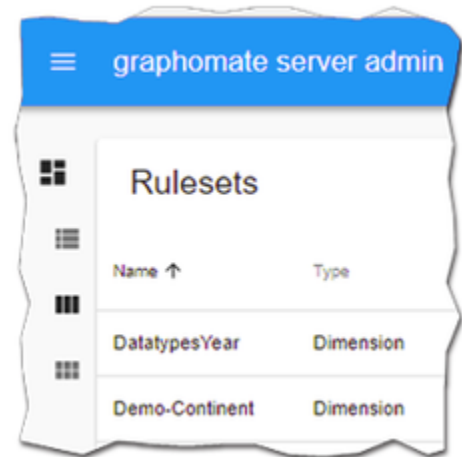 graphomate server admin
Rulesets
Name ↑ Type
DatatypesYear Dimension
Demo-Continent Dimension